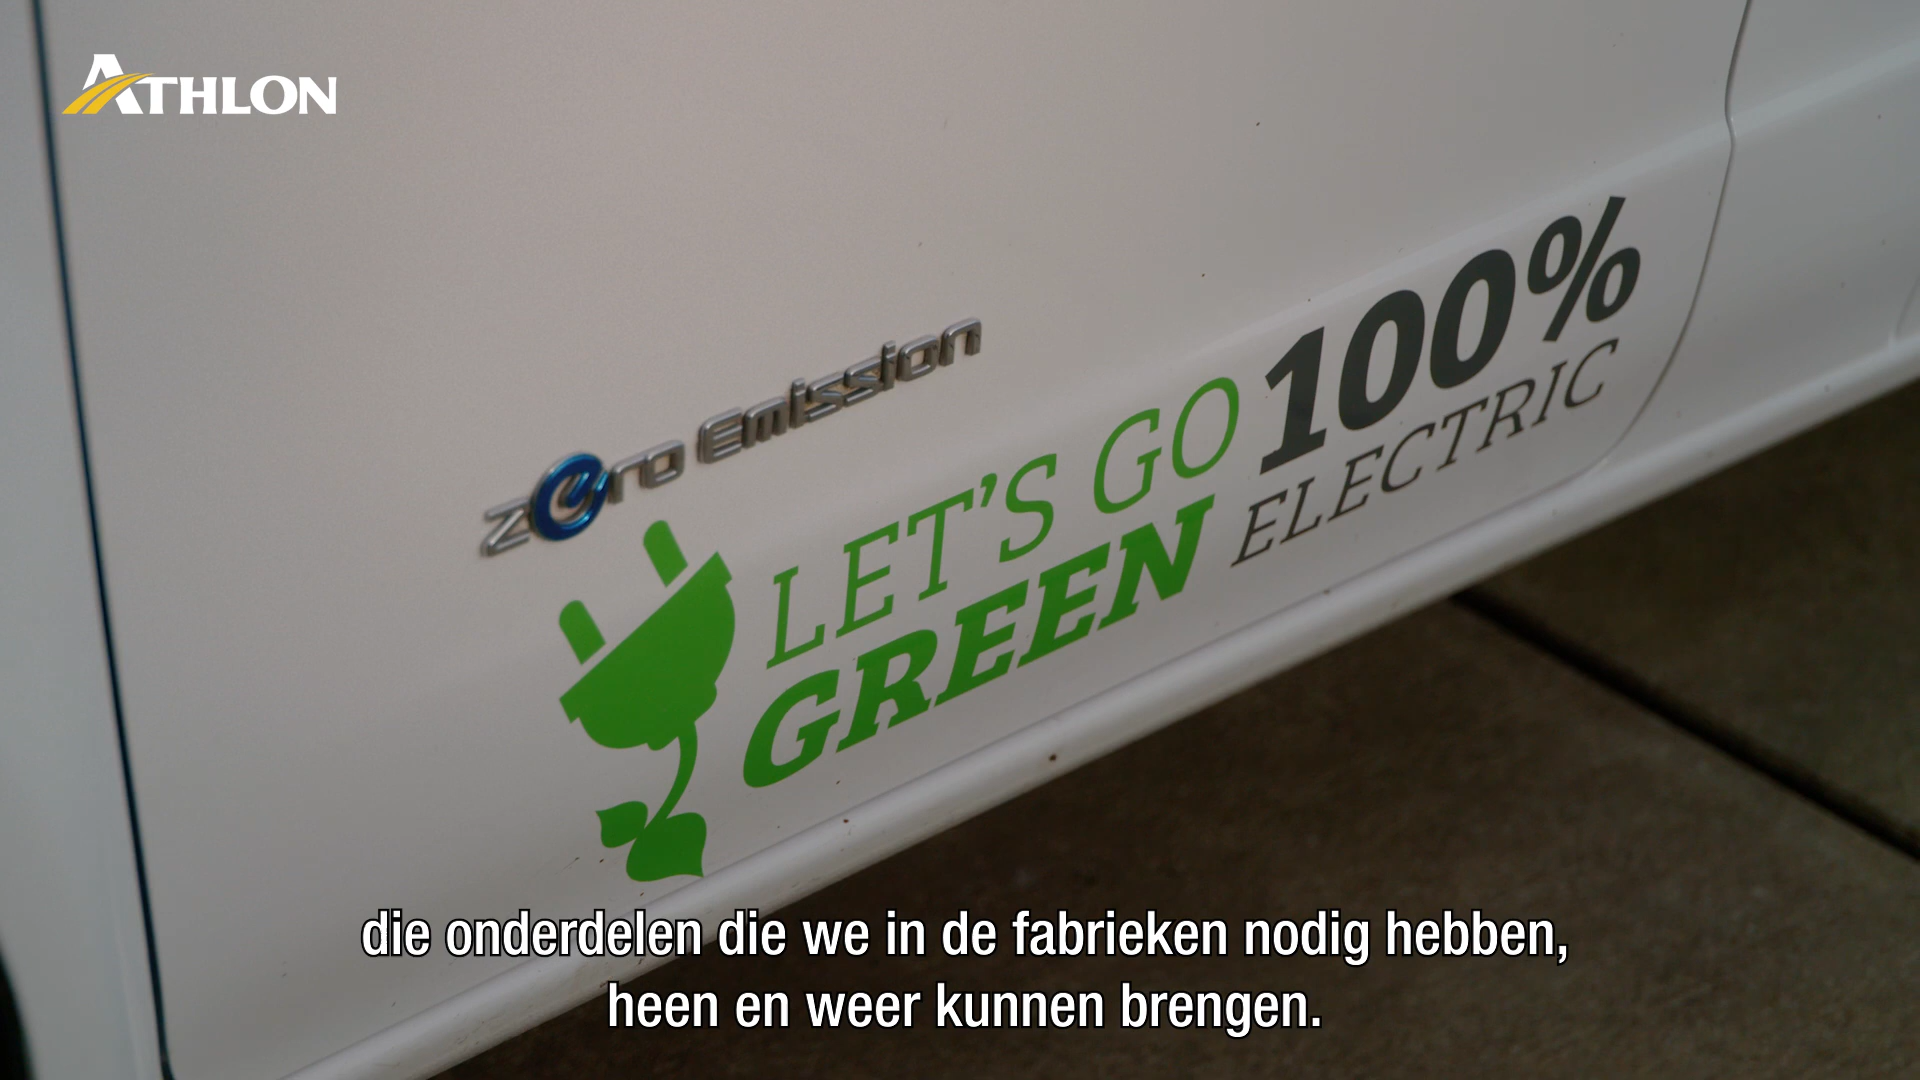 ATHLON
zero Emission
LET'S GO 100%
GREEN ELECTRIC
die onderdelen die we in de fabrieken nodig hebben,
heen en weer kunnen brengen.